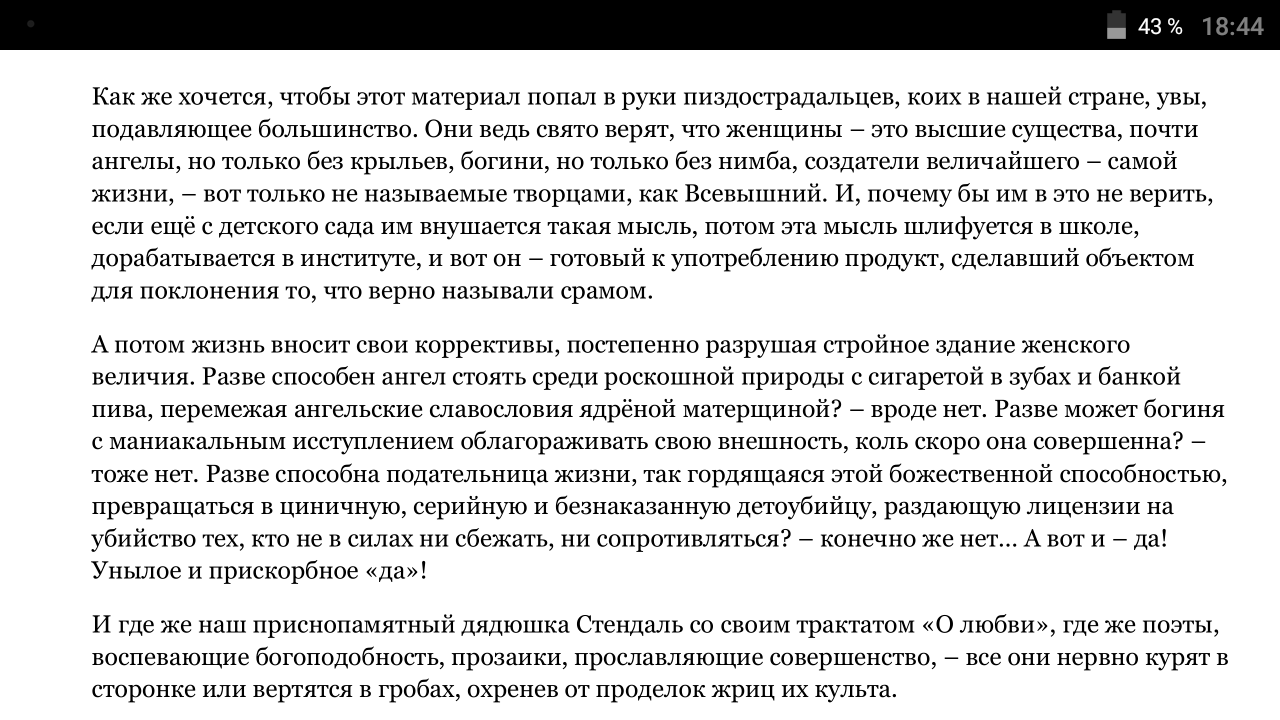 43 % 18:44
Как же хочется, чтобы этот материал попал в руки пиздострадальцев, коих в нашей стране, увы,
подавляющее большинство. Они ведь свято верят, что женщины – это высшие существа, почти
ангелы, но только без крыльев, богини, но только без нимба, создатели величайшего – самой
жизни, – вот только не называемые творцами, как Всевышний. И, почему бы им в это не верить,
если ещё с детского сада им внушается такая мысль, потом эта мысль шлифуется в школе,
дорабатывается в институте, и вот он – готовый к употреблению продукт, сделавший объектом
для поклонения то, что верно называли срамом.
А потом жизнь вносит свои коррективы, постепенно разрушая стройное здание женского
величия. Разве способен ангел стоять среди роскошной природы с сигаретой в зубах и банкой
пива, перемежая ангельские славословия ядрёной матерщиной? – вроде нет. Разве может богиня
с маниакальным исступлением облагораживать свою внешность, коль скоро она совершенна? –
тоже нет. Разве способна подательница жизни, так гордящаяся этой божественной способностью,
превращаться в циничную, серийную и безнаказанную детоубийцу, раздающую лицензии на
убийство тех, кто не в силах ни сбежать, ни сопротивляться? – конечно же нет... А вот и – да!
Унылое и прискорбное «да»!
И где же наш приснопамятный дядюшка Стендаль со своим трактатом «О любви», где же поэты,
воспевающие богоподобность, прозаики, прославляющие совершенство, – все они нервно курят в
сторонке или вертятся в гробах, охренев от проделок жриц их культа.